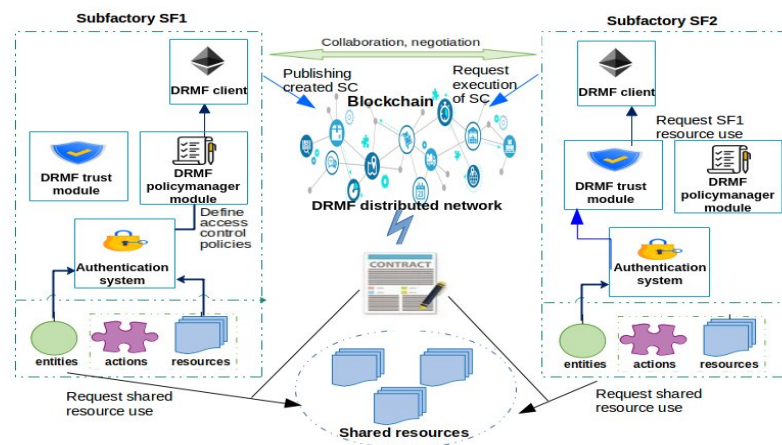 Subfactory SF1
Subfactory SF2
Collaboration, negotiation
DRMF client
Publishing
created SC
Request
execution
of SC
DRMF client
Blockchain
Request SF1
resource use
DRMF trust
module
DRMF
policymanager
module
DRMF distributed network
DRMF trust
module
DRMF
policymanager
module
Define
access
control
policies
Authentication
system
CONTRACT
Authentication
system
entities
actions
resources
entities
actions
resources
Request shared
resource use
Shared resources
Request shared
resource use